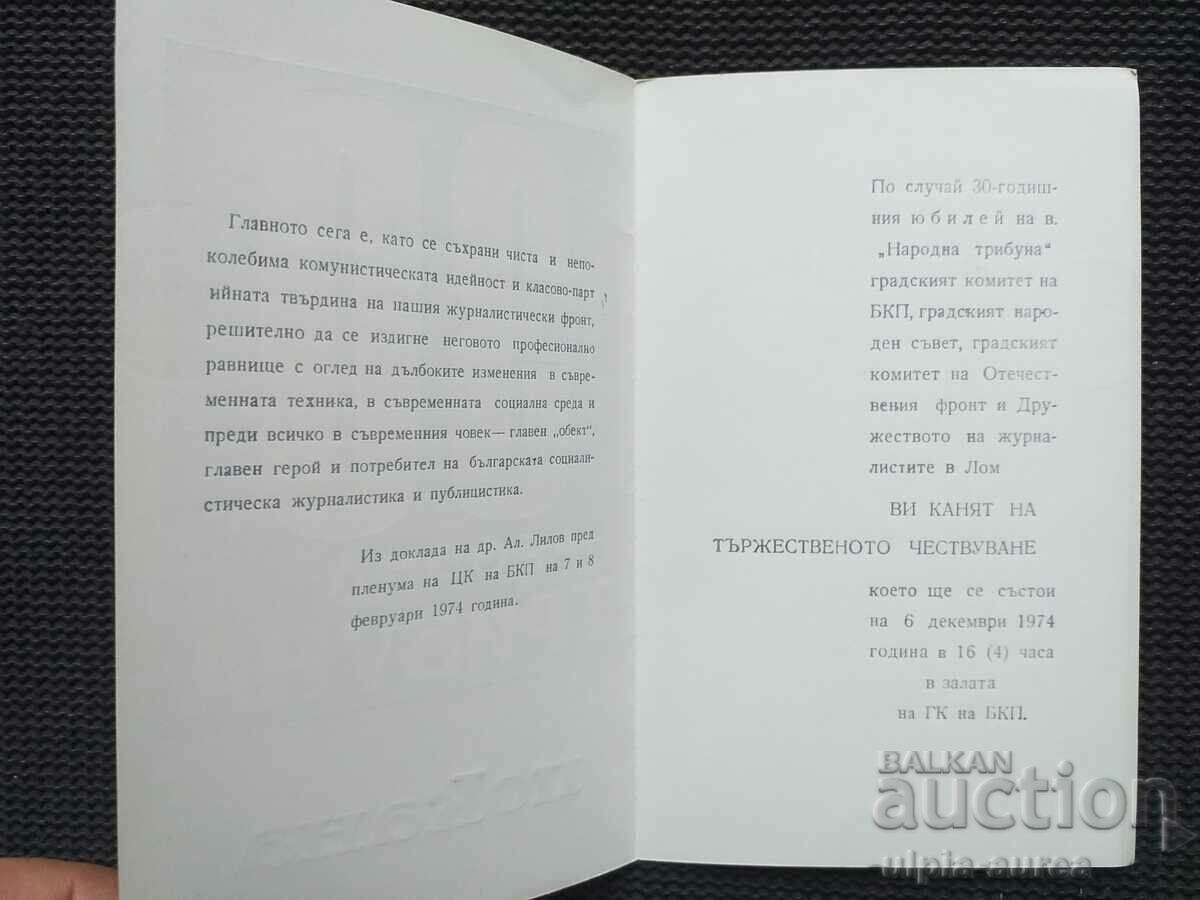 Главното сега е, като се съхрани чиста и непо-
колебима комунистическата идейност и класово-парт
ийната твърдина на нашия журналистически фронт,
решително да се издигне неговото професионално
равнище с оглед на дълбоките изменения в съвре-
менната техника, в съвременната социална среда и
преди всичко в съвременния човек— главен „обект“,
главен герой и потребител на българската социали-
стическа журналистика и публицистика.
Из доклада на др. Ал. Лилов пред
пленума на ЦК на БКП на 7 и 8
февруари 1974 година.
По случай 30-годиш-
ния юбилей на в.
„Народна трибуна“
градският комитет на
БКП, градският наро-
ден съвет, градският
комитет на Отечест-
вения фронт и Дру-
жеството на журна-
листите в Лом
ВИ КАНЯТ НА
ТЪРЖЕСТВЕНОТО ЧЕСТВУВАНЕ
което ще се състои
на 6 декември 1974
година в 16 (4) часа
в залата
на ГК на БКП.
BALKAN
auction
ulpia-aurea